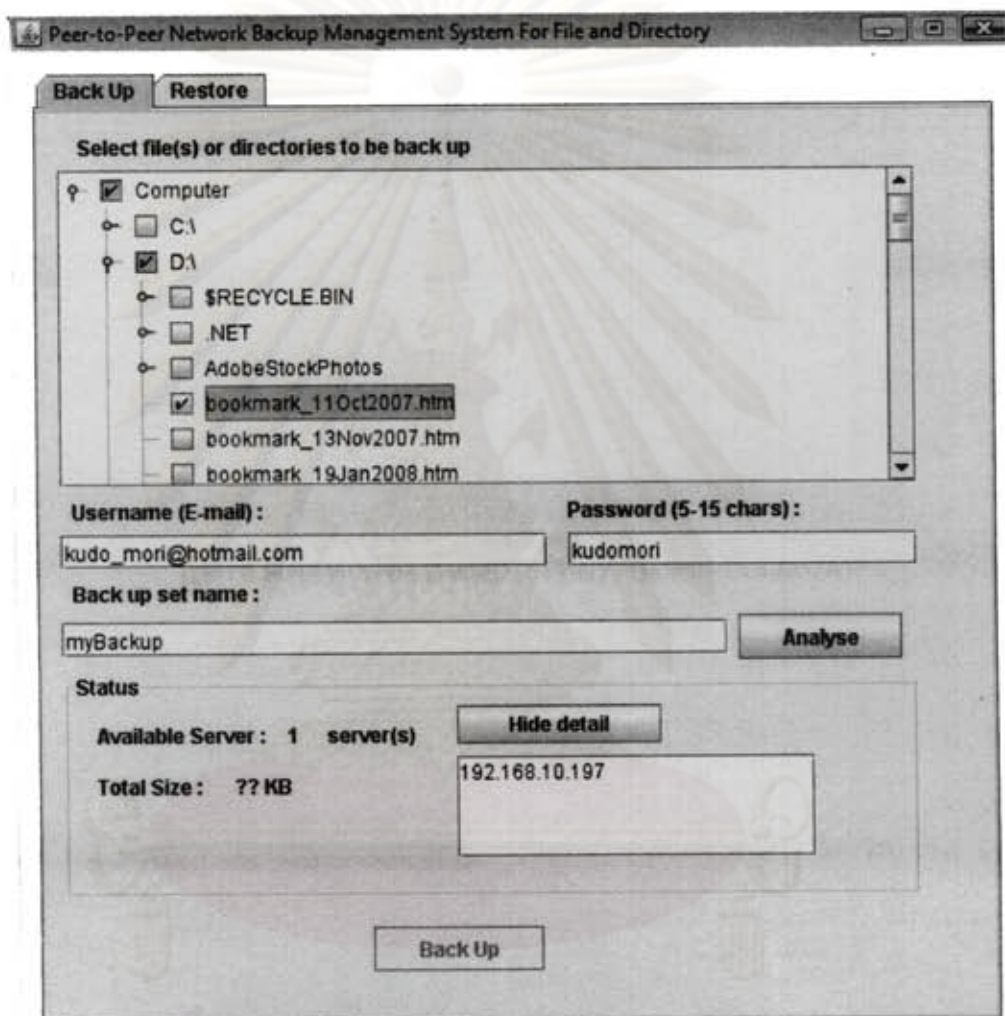 Peer-to-Peer Network Backup Management System For File and Directory
Back Up Restore
Select file(s) or directories to be back up
Computer
C:\
D:\
$RECYCLE.BIN
.NET
AdobeStockPhotos
bookmark_11Oct2007.htm
bookmark_13Nov2007.htm
bookmark_19Jan2008.htm
Username (E-mail) : Password (5-15 chars) :
kudo_mori@hotmail.com kudomori
Back up set name :
myBackup Analyse
Status
Available Server : 1 server(s) Hide detail
Total Size : ?? KB 192.168.10.197
Back Up